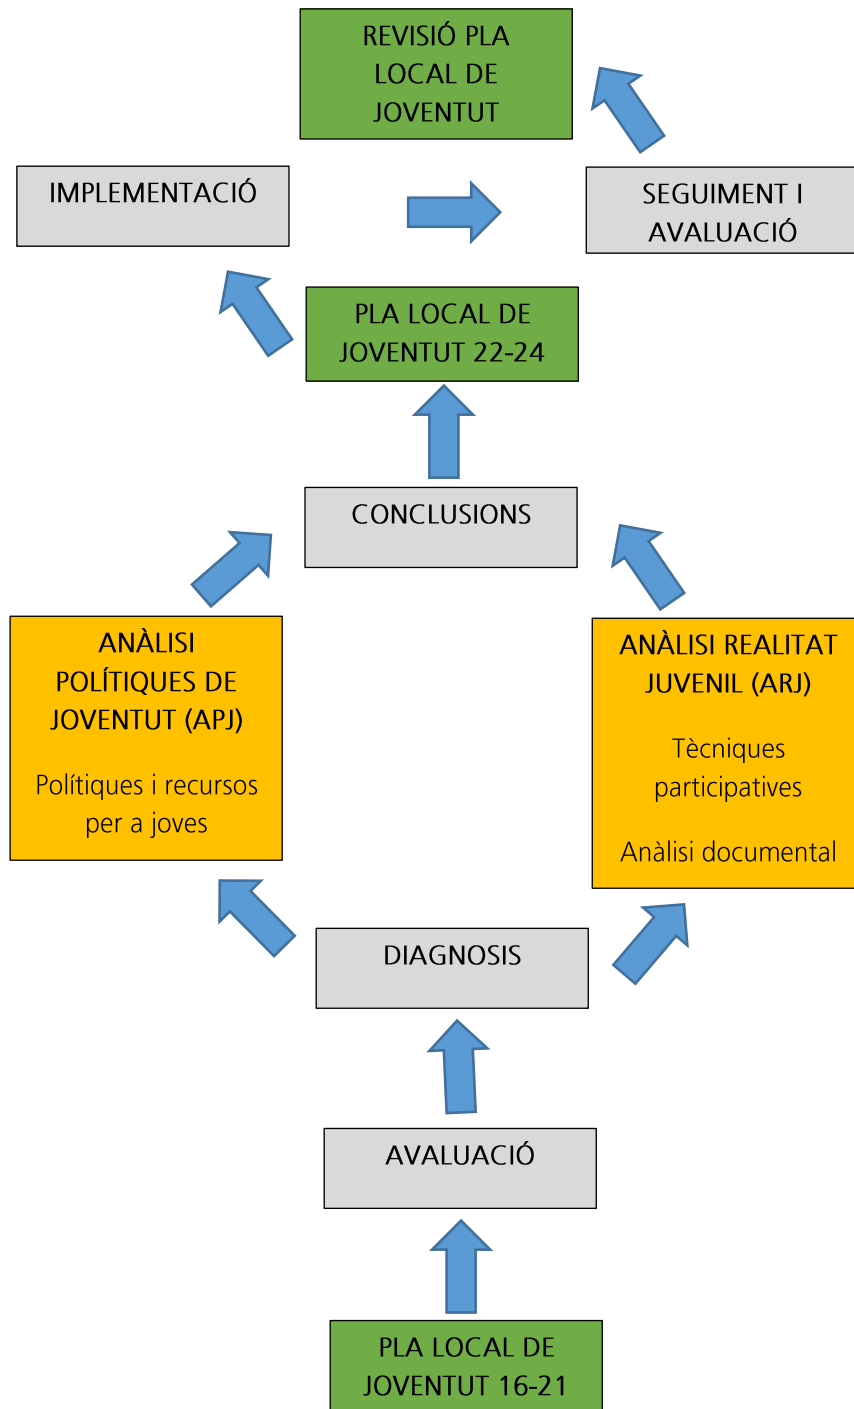 REVISIÓ PLA
LOCAL DE
JOVENTUT
IMPLEMENTACIÓ
SEGUIMENT I
AVALUACIÓ
PLA LOCAL DE
JOVENTUT 22-24
CONCLUSIONS
ANÀLISI
POLÍTIQUES DE
JOVENTUT (APJ)
Polítiques i recursos
per a joves
ANÀLISI REALITAT
JUVENIL (ARJ)
Tècniques
participatives
Anàlisi documental
DIAGNOSIS
AVALUACIÓ
PLA LOCAL DE
JOVENTUT 16-21